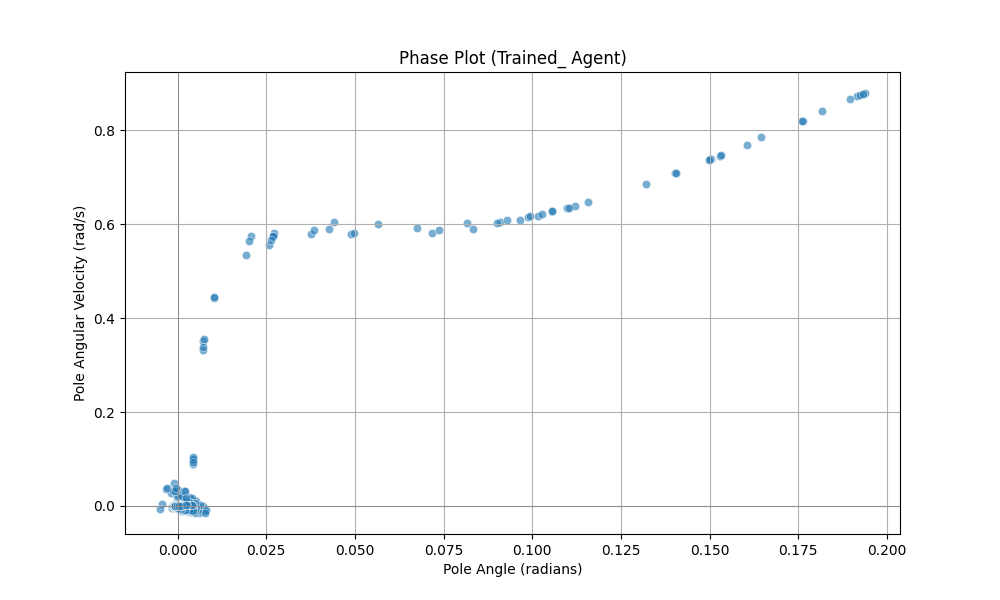 Phase Plot (Trained_ Agent)
Pole Angular Velocity (rad/s)
0.8
0.6
0.4
0.2
0.0
0.000 0.025 0.050 0.075 0.100 0.125 0.150 0.175 0.200
Pole Angle (radians)